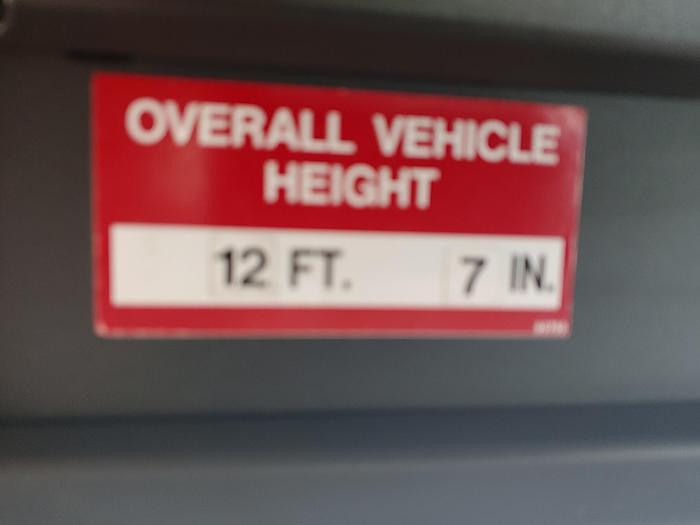 OVERALL VEHICLE
HEIGHT
12 FT. 7 IN.